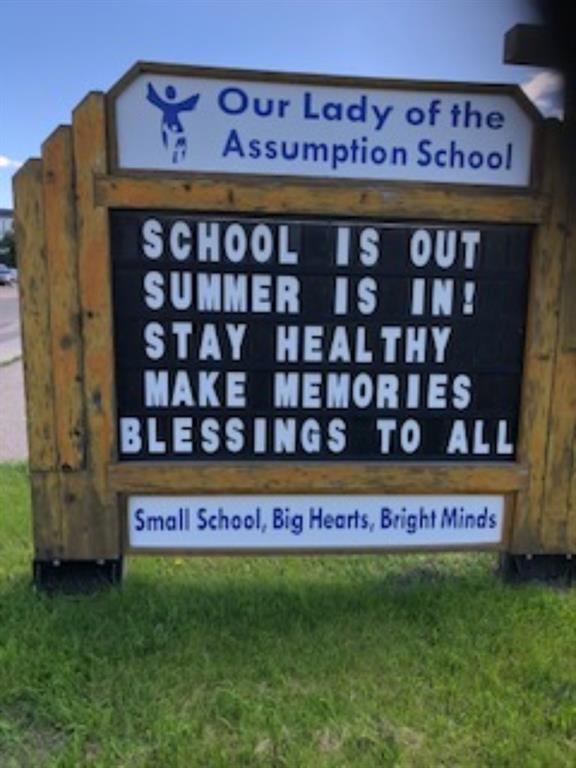 Our Lady of the
Assumption School
SCHOOL IS OUT
SUMMER IS IN!
STAY HEALTHY
MAKE MEMORIES
BLESSINGS TO ALL
Small School, Big Hearts, Bright Minds